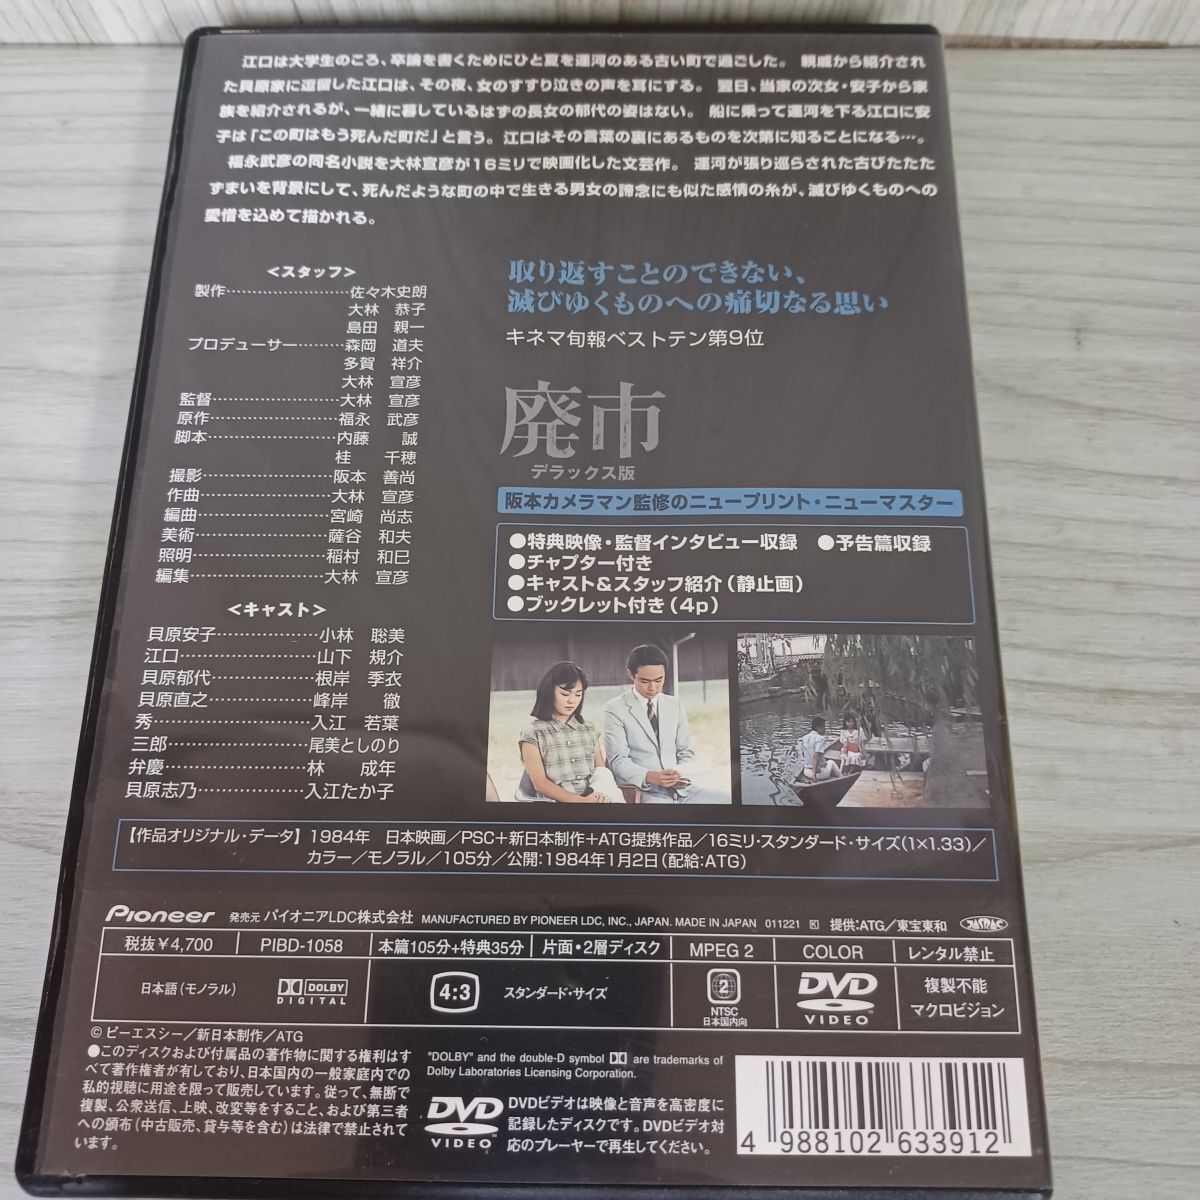 江口は大学生のころ、卒論を書くためにひと夏を運河のある古い町で過ごした。 親戚から紹介され
た貝原家に逗留した江口は、その夜、女のすすり泣きの声を耳にする。 翌日、当家の次女・安子から家
族を紹介されるが、一緒に暮しているはずの長女の郁代の姿はない。 船に乗って運河を下る江口に安
子は「この町はもう死んだ町だ」と言う。江口はその言葉の裏にあるものを次第に知ることになる…。
福永武彦の同名小説を大林宣彦が16ミリで映画化した文芸作。 運河が張り巡らされた古びたたた
ずまいを背景にして、死んだような町の中で生きる男女の諦念にも似た感情の糸が、滅びゆくものへの
愛惜を込めて描かれる。
<スタッフ>
製作…………………佐々木史朗
大林 恭子
島田 親一
プロデューサー………森岡 道夫
多賀 祥介
大林 宣彦
監督…………………大林 宣彦
原作…………………福永 武彦
脚本…………………内藤 誠
桂 千穂
撮影…………………阪本 善尚
作曲…………………大林 宣彦
編曲…………………宮崎 尚志
美術…………………薩谷 和夫
照明…………………稲村 和巳
編集…………………大林 宣彦
<キャスト>
貝原安子………………小林 聡美
江口…………………山下 規介
貝原郁代………………根岸 季衣
貝原直之………………峰岸 徹
秀……………………入江 若葉
三郎…………………尾美としのり
弁慶…………………林 成年
貝原志乃………………入江たか子
取り返すことのできない、
滅びゆくものへの痛切なる思い
キネマ旬報ベストテン第9位
廃市
デラックス版
阪本カメラマン監修のニュープリント・ニューマスター
●特典映像・監督インタビュー収録 ●予告篇収録
●チャプター付き
●キャスト&スタッフ紹介(静止画)
●ブックレット付き(4p)
【作品オリジナル・データ】1984年 日本映画／PSC+新日本制作+ATG提携作品／16ミリ・スタンダード・サイズ(1×1.33)／
カラー／モノラル／105分／公開:1984年1月2日(配給:ATG)
Pioneer 発売元 パイオニアLDC株式会社 MANUFACTURED BY PIONEER LDC, INC., JAPAN. MADE IN JAPAN 011221 K 提供:ATG／東宝東和 JASRAC
税抜¥4,700 PIBD-1058 本篇105分+特典35分 片面・2層ディスク MPEG 2 COLOR レンタル禁止
日本語(モノラル) DOLBY DIGITAL 4:3 スタンダード・サイズ 2 NTSC 日本国内向 DVD VIDEO 複製不能 マクロビジョン
© ピーエスシー／新日本制作／ATG
●このディスクおよび付属品の著作物に関する権利はす
べて著作権者が有しており、日本国内の一般家庭内での
私的視聴に用途を限って販売しています。従って、無断で
複製、公衆送信、上映、改変等をすること、および第三者
への頒布(中古販売、貸与等を含む)は法律で禁止されて
います。
"DOLBY" and the double-D symbol are trademarks of
Dolby Laboratories Licensing Corporation.
DVD VIDEO
DVDビデオは映像と音声を高密度に
記録したディスクです。DVDビデオ対
応のプレーヤーで再生してください。
4 988102 633912